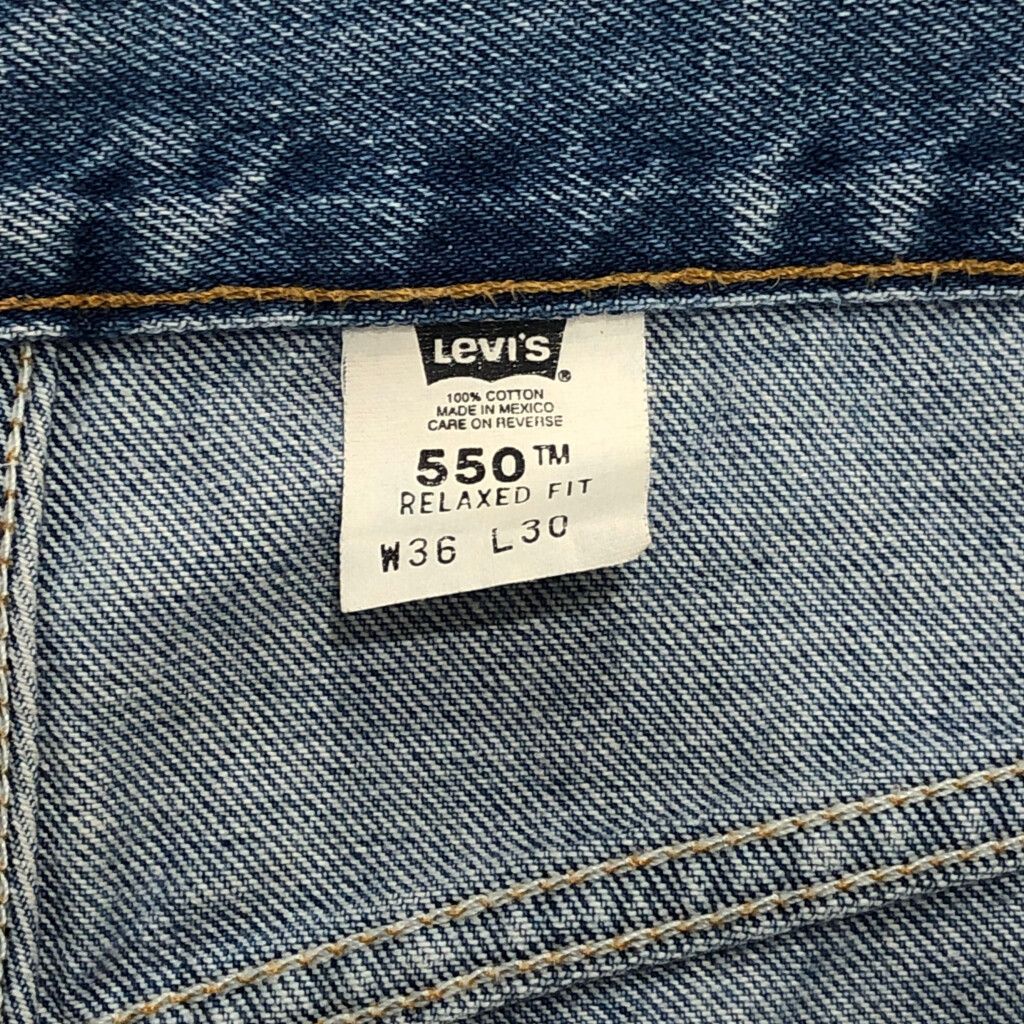 LEVI'S ®
100% COTTON
MADE IN MEXICO
CARE ON REVERSE
550™
RELAXED FIT
W36 L30